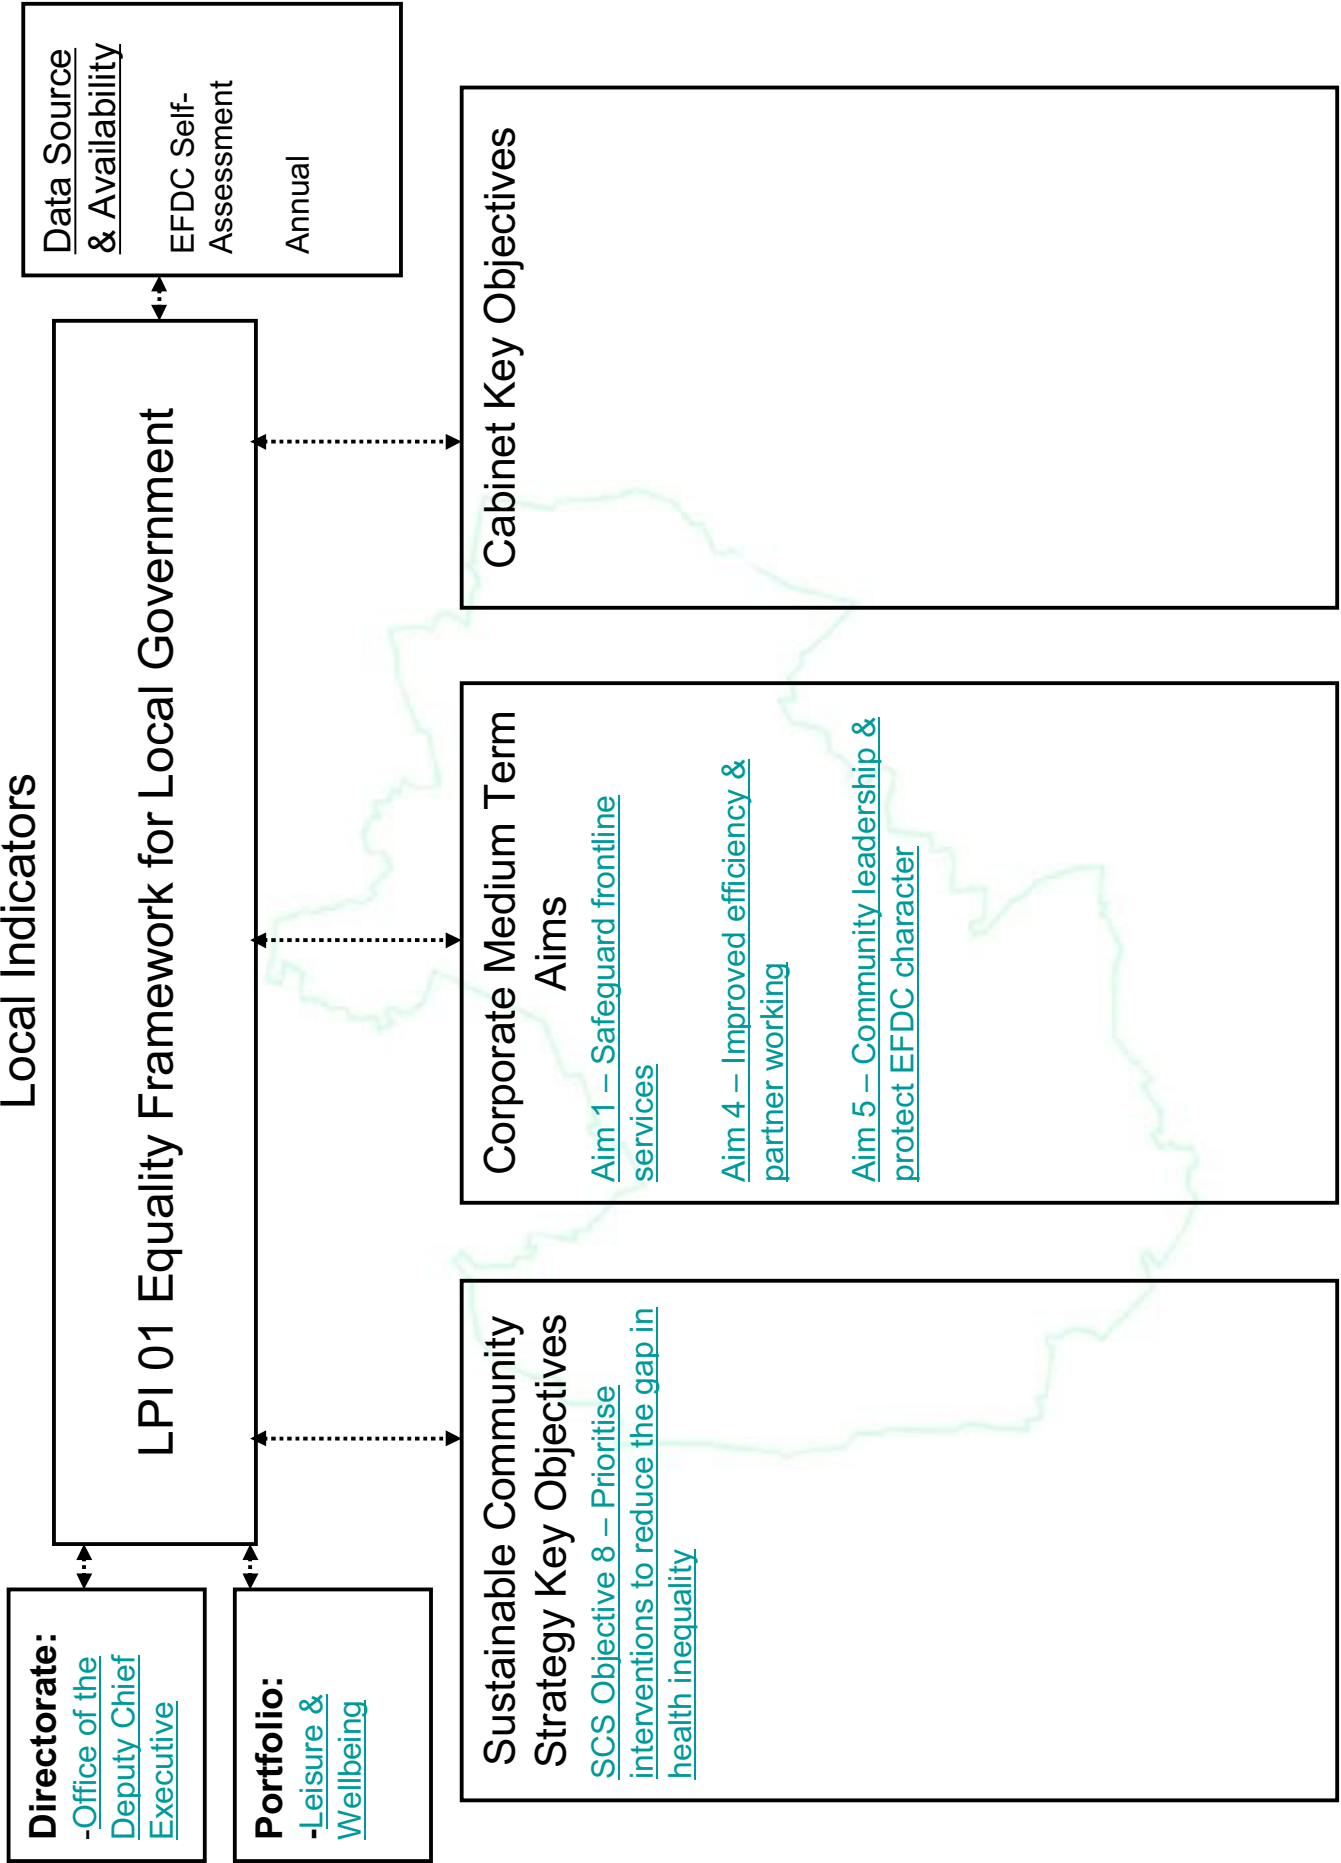 Local Indicators
Directorate:
-Office of the
Deputy Chief
Executive
Portfolio:
-Leisure &
Wellbeing
LPI 01 Equality Framework for Local Government
Data Source
& Availability
EFDC Self-
Assessment
Annual
Sustainable Community
Strategy Key Objectives
SCS Objective 8 – Prioritise
interventions to reduce the gap in
health inequality
Corporate Medium Term
Aims
Aim 1 – Safeguard frontline
services
Aim 4 – Improved efficiency &
partner working
Aim 5 – Community leadership &
protect EFDC character
Cabinet Key Objectives